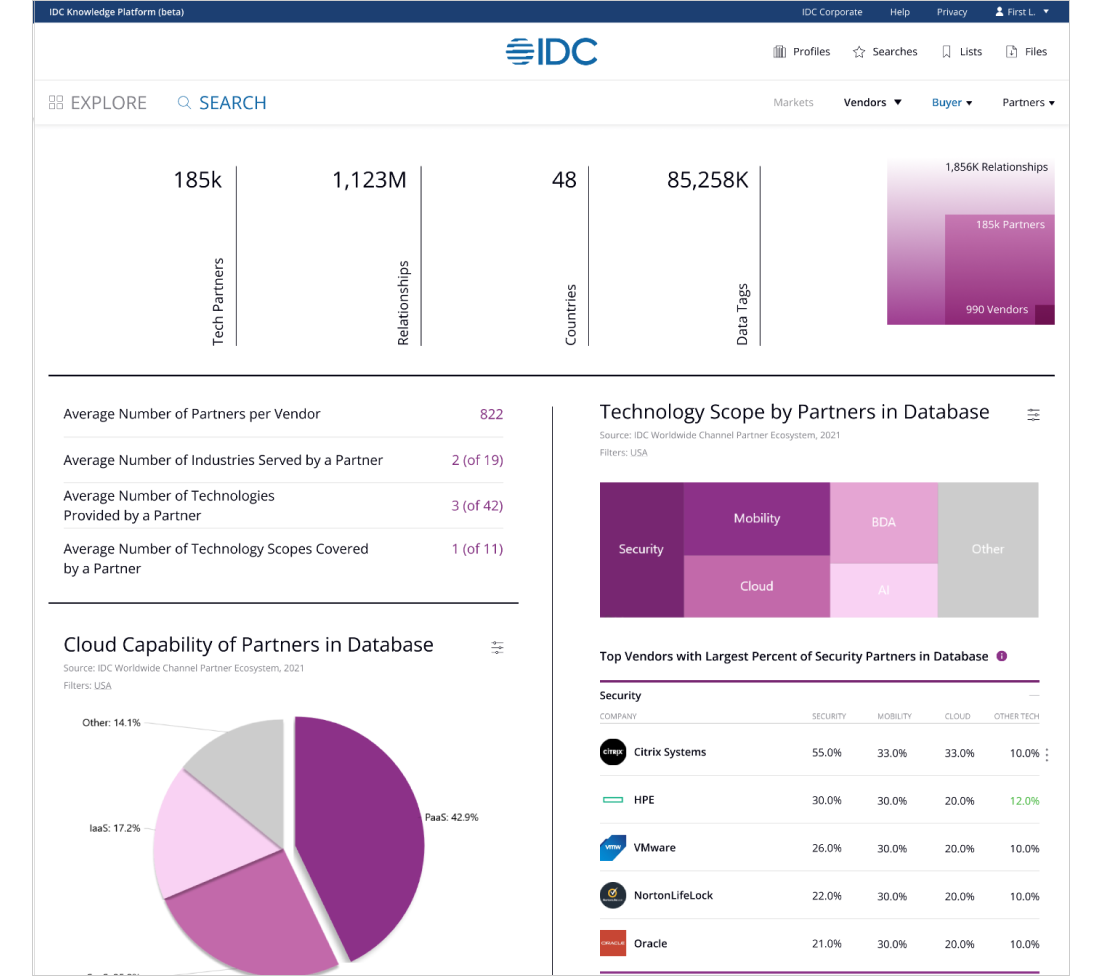 IDC Knowledge Platform (beta)
IDC Corporate Help Privacy First L.
IDC
Profiles Searches Lists Files
EXPLORE SEARCH
Markets Vendors Buyer Partners
185k
Tech Partners
1,123M
Relationships
48
Countries
85,258K
Data Tags
1,856K Relationships
185k Partners
990 Vendors
Average Number of Partners per Vendor 822
Average Number of Industries Served by a Partner 2 (of 19)
Average Number of Technologies
Provided by a Partner 3 (of 42)
Average Number of Technology Scopes Covered
by a Partner 1 (of 11)
Cloud Capability of Partners in Database
Source: IDC Worldwide Channel Partner Ecosystem, 2021
Filters: USA
Other: 14.1%
IaaS: 17.2%
PaaS: 42.9%
Technology Scope by Partners in Database
Source: IDC Worldwide Channel Partner Ecosystem, 2021
Filters: USA
Security
Mobility
Cloud
BDA
AI
Other
Top Vendors with Largest Percent of Security Partners in Database
Security
COMPANY SECURITY MOBILITY CLOUD OTHER TECH
citrix Citrix Systems 55.0% 33.0% 33.0% 10.0%
HPE 30.0% 30.0% 20.0% 12.0%
vmw VMware 26.0% 30.0% 20.0% 10.0%
NortonLifeLock 22.0% 30.0% 20.0% 10.0%
ORACLE Oracle 21.0% 30.0% 20.0% 10.0%